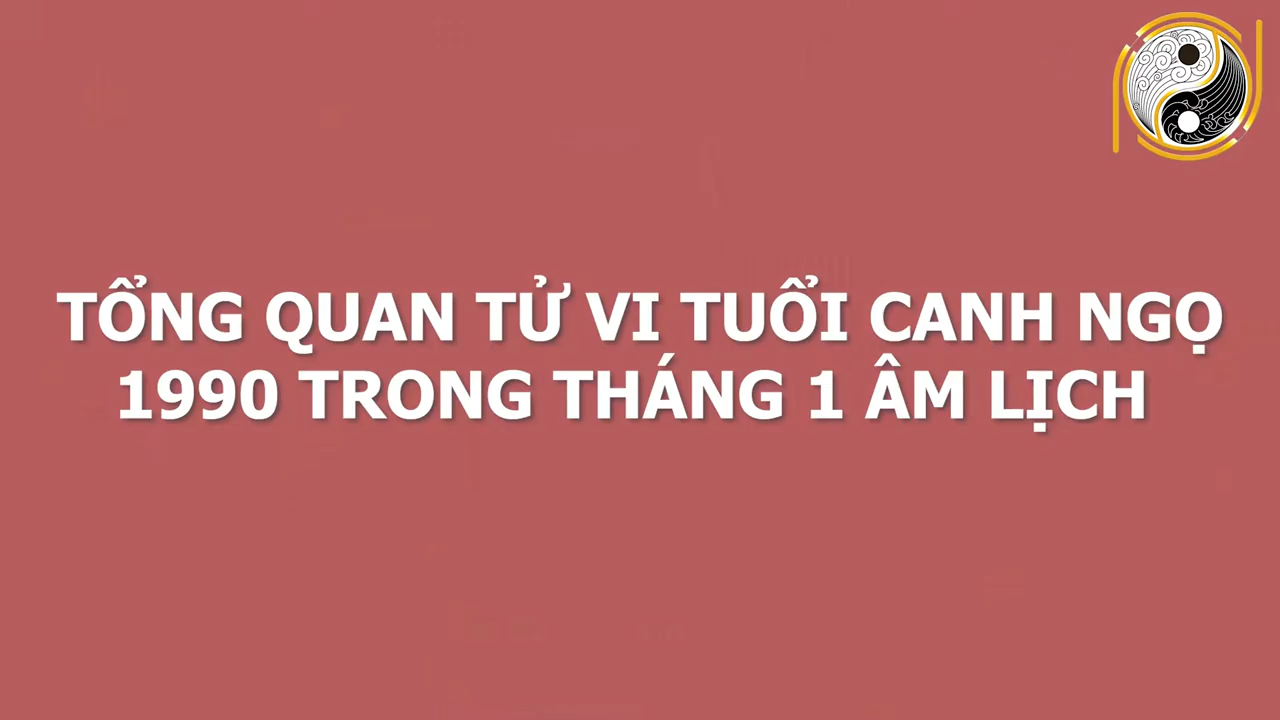 TỔNG QUAN TỬ VI TUỔI CANH NGỌ
1990 TRONG THÁNG 1 ÂM LỊCH